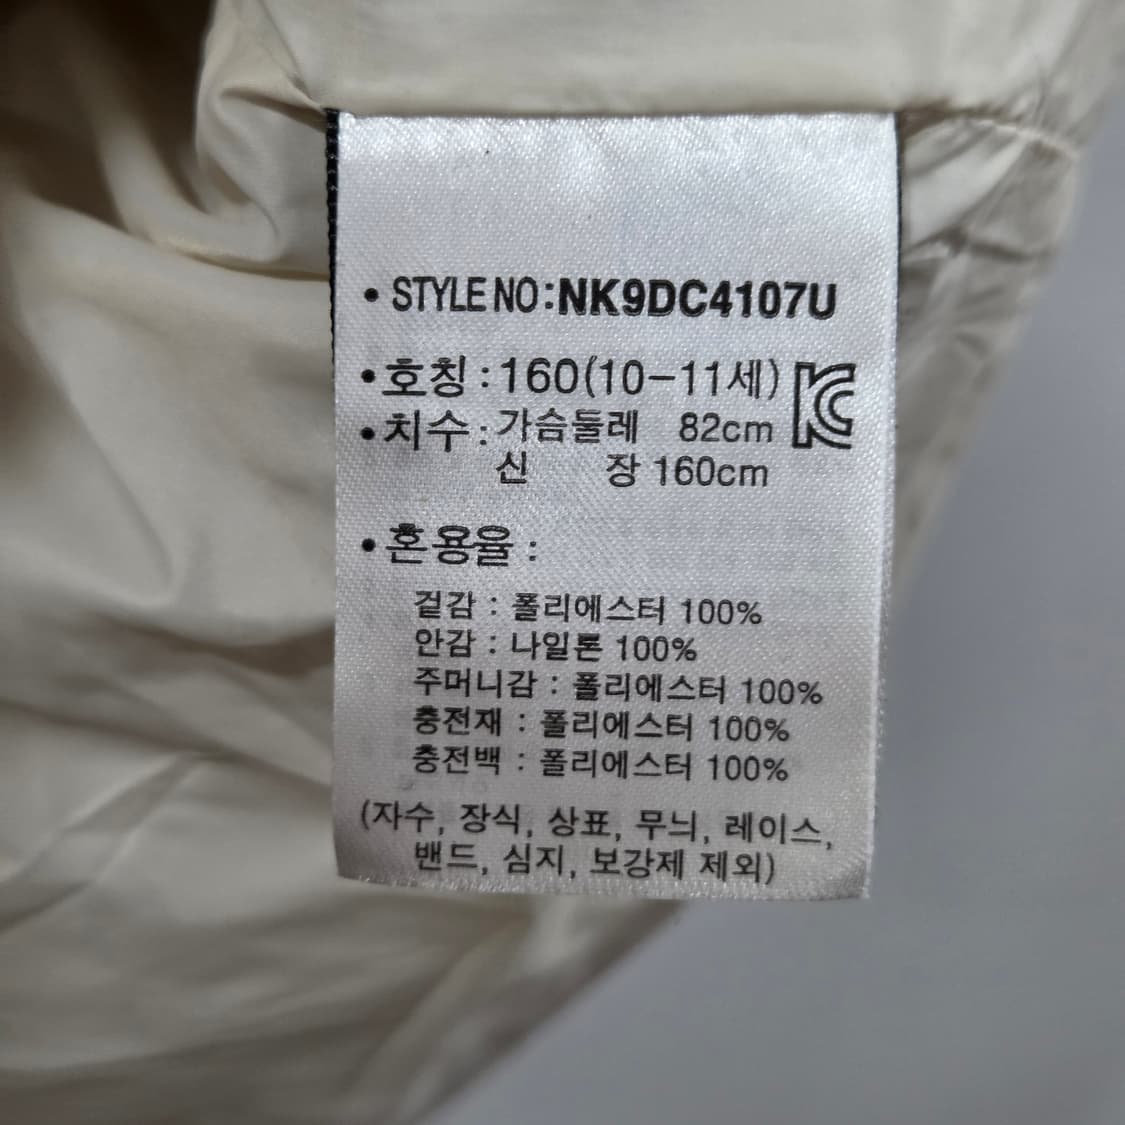 • STYLE NO:NK9DC4107U
• 호칭:160(10-11세)
• 치수: 가슴둘레 82cm
신 장 160cm
• 혼용율 :
겉감 : 폴리에스터 100%
안감 : 나일론 100%
주머니감 : 폴리에스터 100%
충전재 : 폴리에스터 100%
충전백 : 폴리에스터 100%
(자수, 장식, 상표, 무늬, 레이스,
밴드, 심지, 보강제 제외)